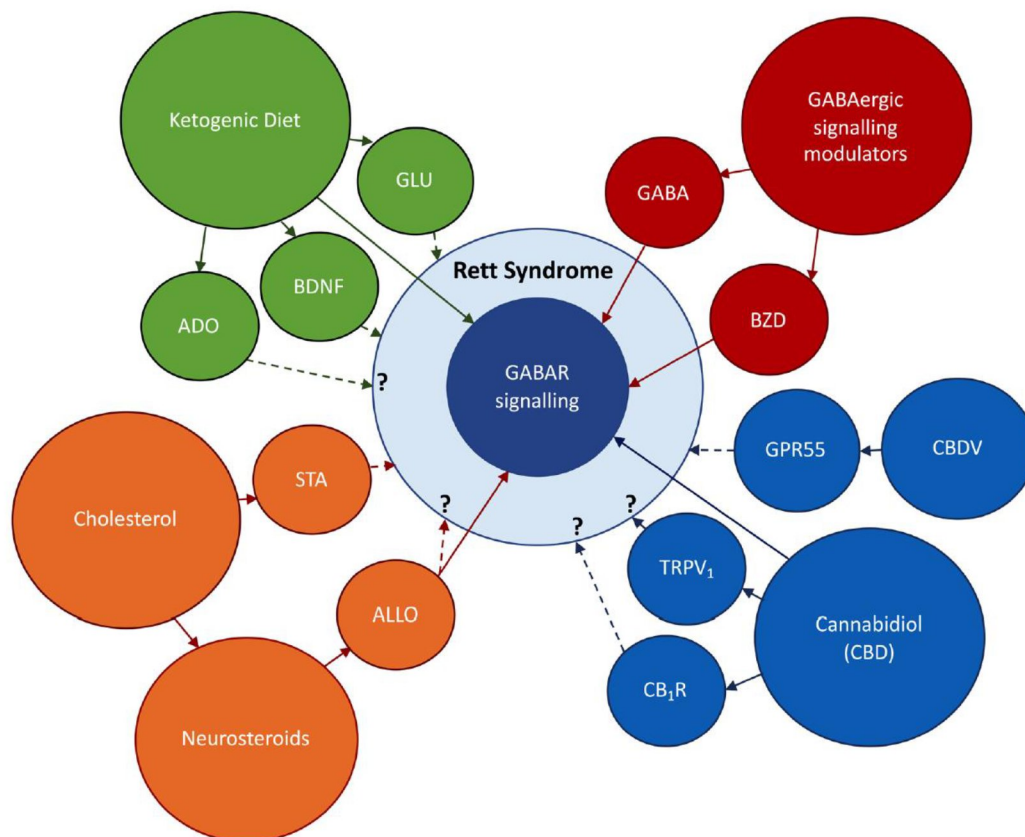 Ketogenic Diet
GLU
BDNF
ADO
GABAergic
signalling
modulators
GABA
BZD
Rett Syndrome
GABAR
signalling
?
?
?
?
GPR55
CBDV
TRPV₁
CB₁R
Cannabidiol
(CBD)
STA
Cholesterol
ALLO
Neurosteroids